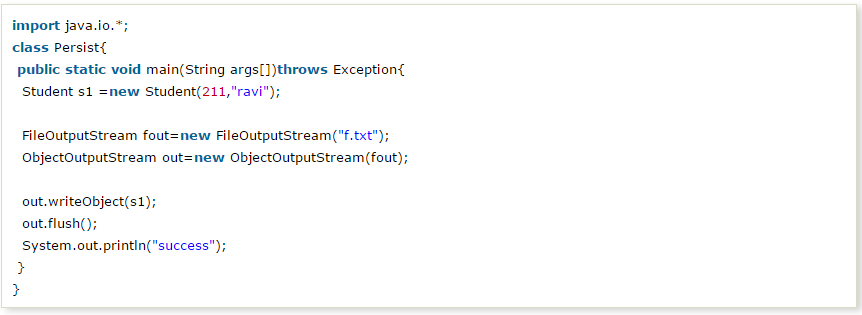 import java.io.*;
class Persist{
public static void main(String args[])throws Exception{
Student s1 =new Student(211,"ravi");
FileOutputStream fout=new FileOutputStream("f.txt");
ObjectOutputStream out=new ObjectOutputStream(fout);
out.writeObject(s1);
out.flush();
System.out.println("success");
}
}